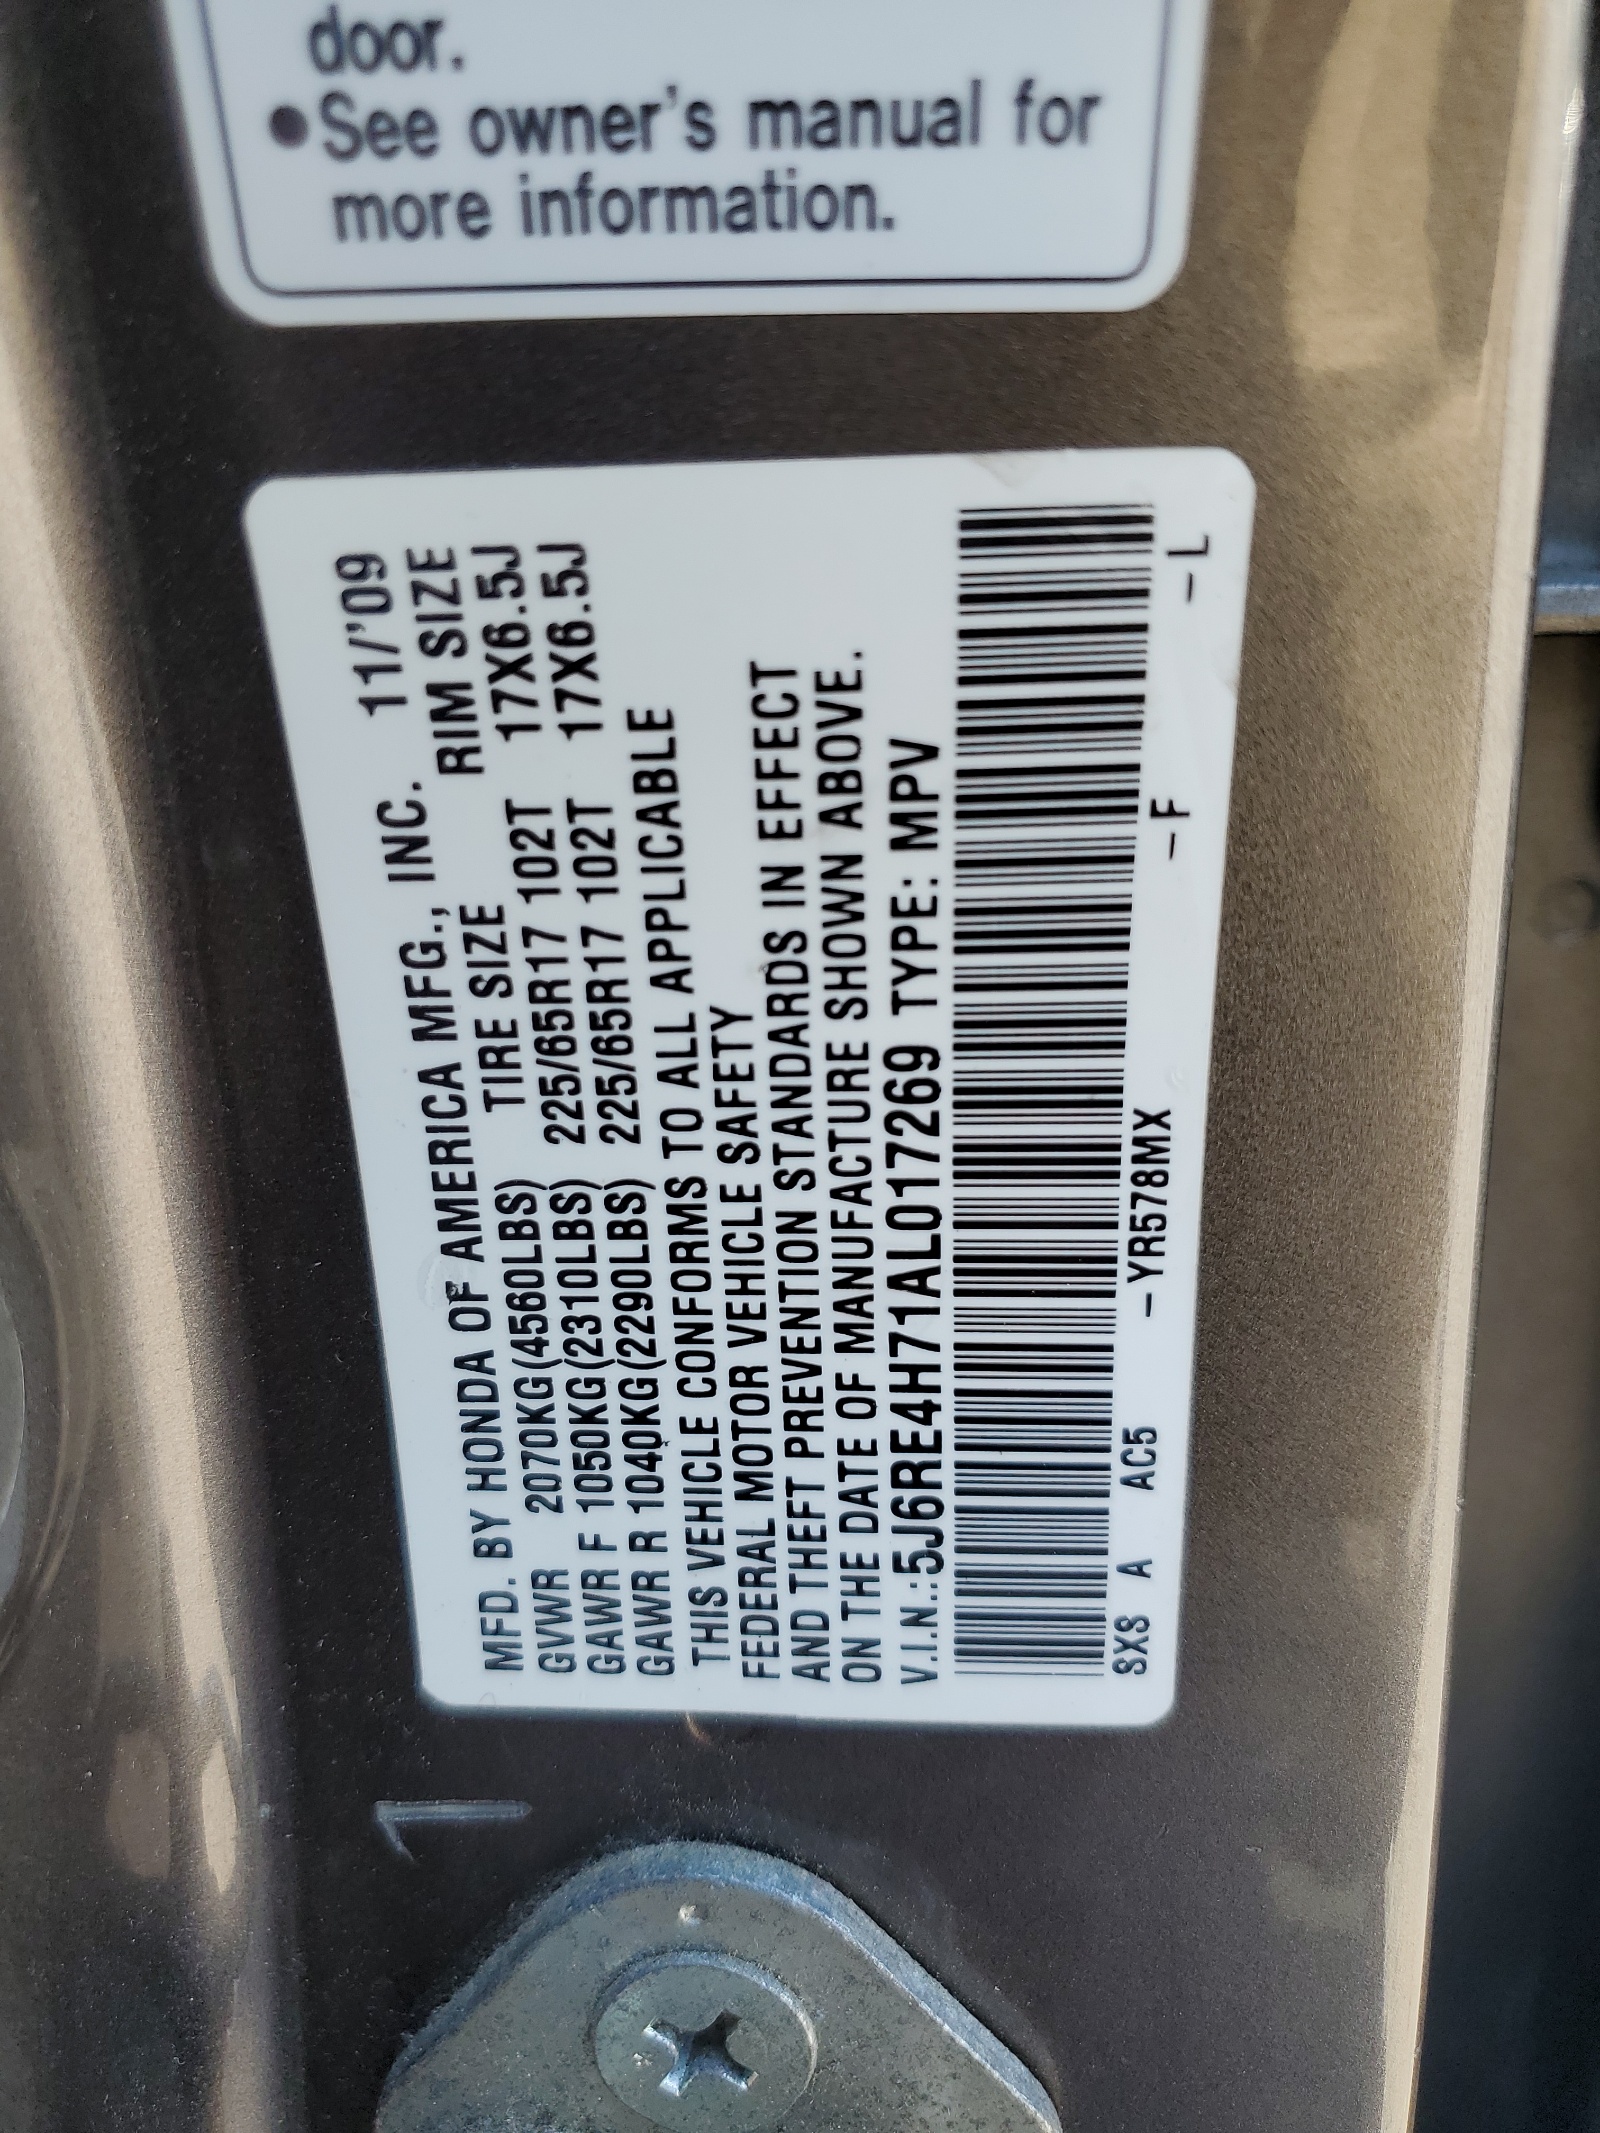 door.
●See owner's manual for
more information.
MFD. BY HONDA OF AMERICA MFG., INC. 11/'09
GVWR 2070KG(4560LBS) TIRE SIZE RIM SIZE
GAWR F 1050KG(2310LBS) 225/65R17 102T 17X6.5J
GAWR R 1040KG(2290LBS) 225/65R17 102T 17X6.5J
THIS VEHICLE CONFORMS TO ALL APPLICABLE
FEDERAL MOTOR VEHICLE SAFETY
AND THEFT PREVENTION STANDARDS IN EFFECT
ON THE DATE OF MANUFACTURE SHOWN ABOVE.
V.I.N.:5J6RE4H71AL017269 TYPE: MPV
SXS A AC5 -YR578MX -F -L